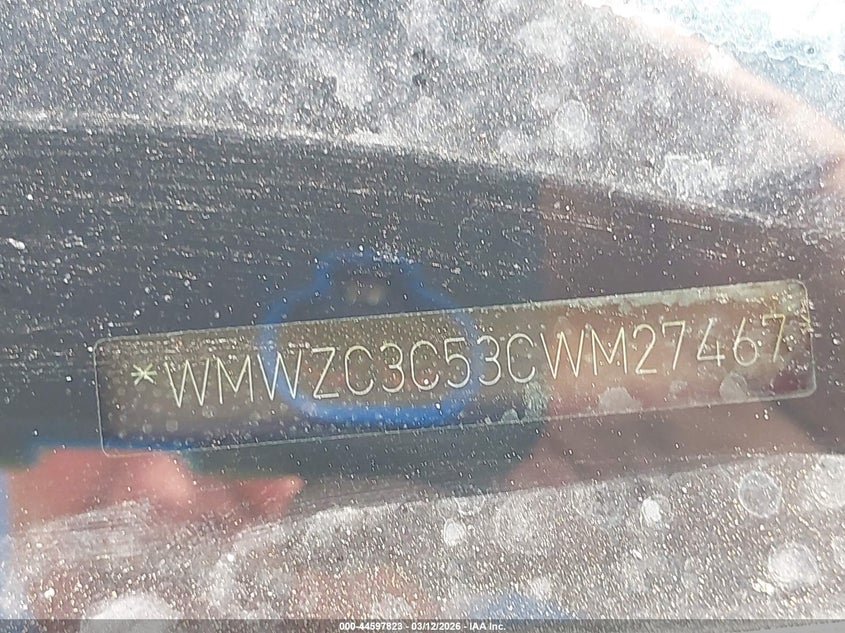 *WMWZC3C53CWM27467*
000-44597823 - 03/12/2026 - IAA Inc.